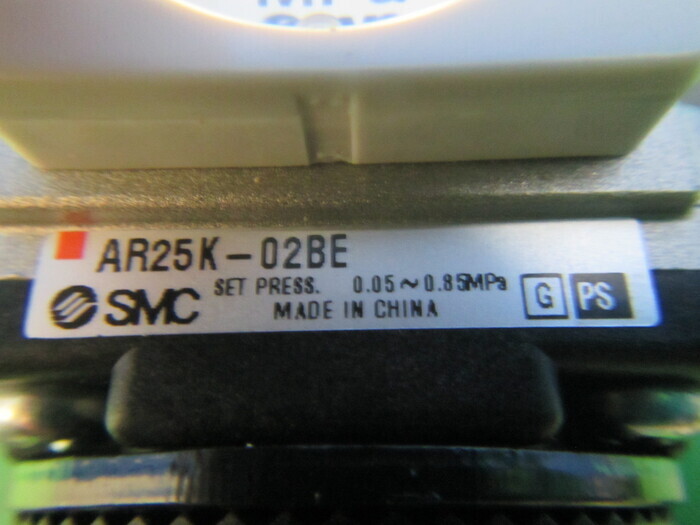 AR25K-02BE
SMC SET PRESS. 0.05~0.85MPa G PS
MADE IN CHINA